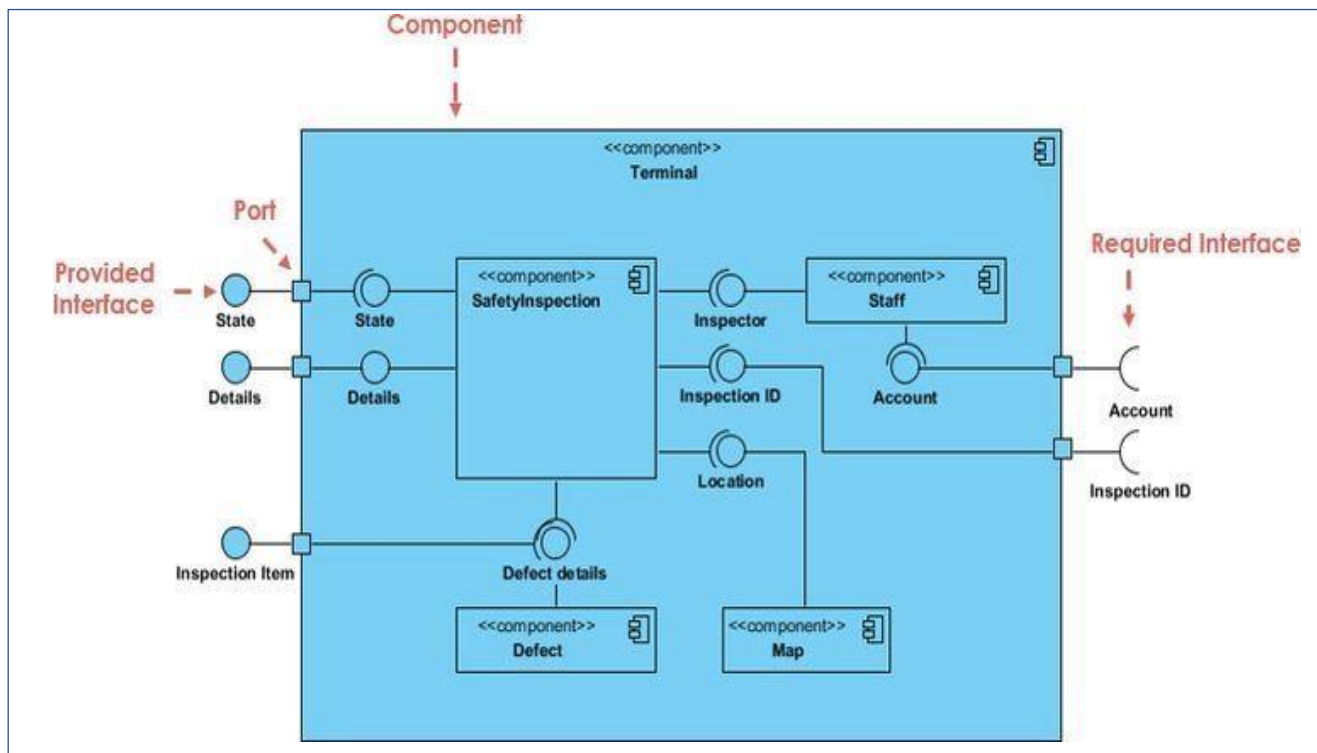 Component
<<component>>
Terminal
Port
Provided
Interface
Required Interface
State
State
<<component>>
SafetyInspection
Inspector
<<component>>
Staff
Details
Details
Inspection ID
Account
Account
Location
Inspection ID
Inspection Item
Defect details
<<component>>
Defect
<<component>>
Map